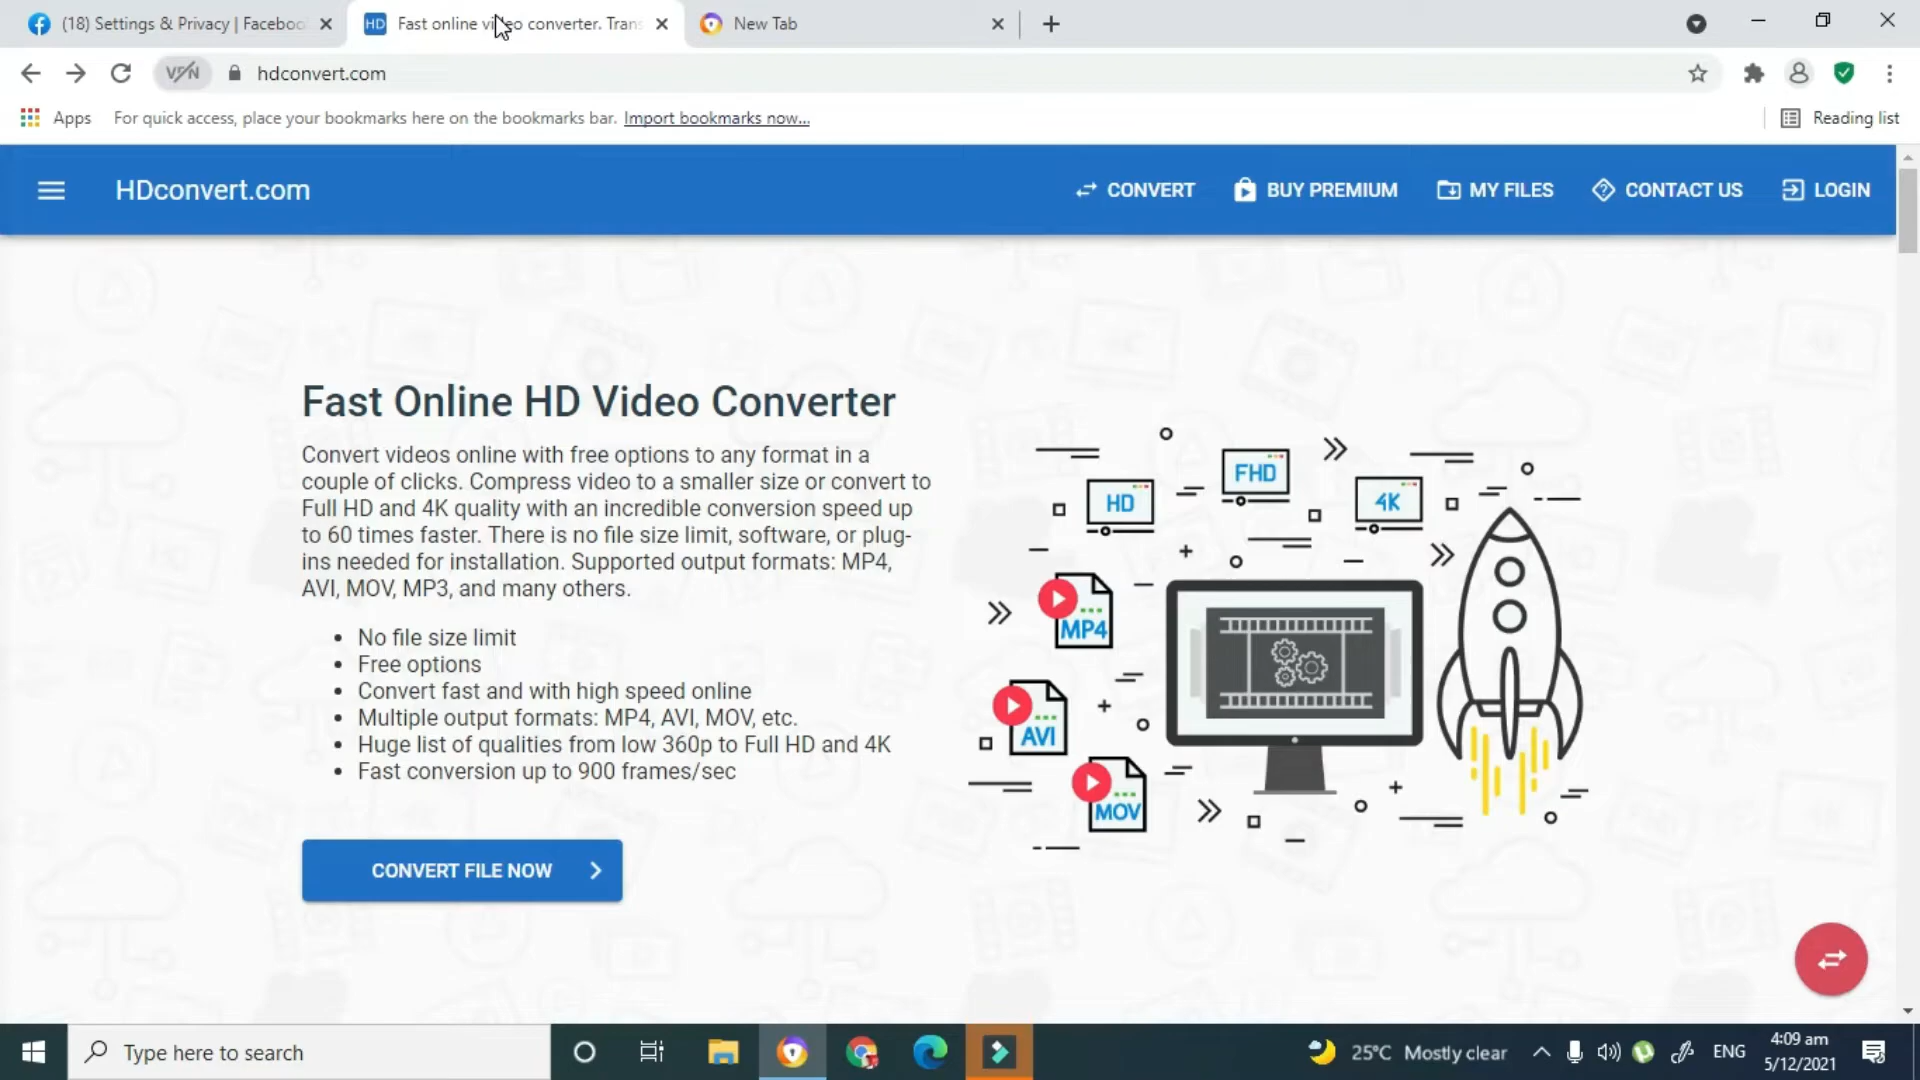 (18) Settings & Privacy | Faceboo
Fast online video converter. Trans
New Tab
VPN
hdconvert.com
Apps
For quick access, place your bookmarks here on the bookmarks bar. Import bookmarks now...
Reading list
HDconvert.com
CONVERT
BUY PREMIUM
MY FILES
CONTACT US
LOGIN
Fast Online HD Video Converter
Convert videos online with free options to any format in a
couple of clicks. Compress video to a smaller size or convert to
Full HD and 4K quality with an incredible conversion speed up
to 60 times faster. There is no file size limit, software, or plug-
ins needed for installation. Supported output formats: MP4,
AVI, MOV, MP3, and many others.
No file size limit
Free options
Convert fast and with high speed online
Multiple output formats: MP4, AVI, MOV, etc.
Huge list of qualities from low 360p to Full HD and 4K
Fast conversion up to 900 frames/sec
CONVERT FILE NOW
HD
FHD
4K
MP4
AVI
MOV
Type here to search
25°C Mostly clear
ENG
4:09 am
5/12/2021